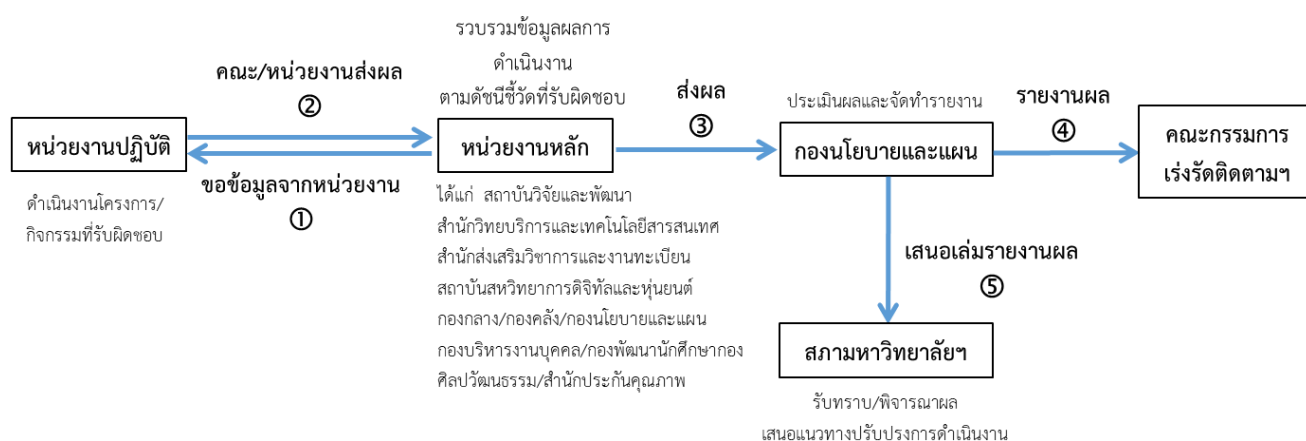 รวบรวมข้อมูลผลการ
ดำเนินงาน
ตามดัชนีชี้วัดที่รับผิดชอบ
คณะ/หน่วยงานส่งผล
②
ส่งผล
③
ประเมินผลและจัดทำรายงาน
รายงานผล
④
หน่วยงานปฏิบัติ
หน่วยงานหลัก
กองนโยบายและแผน
คณะกรรมการ
เร่งรัดติดตามฯ
ขอข้อมูลจากหน่วยงาน
①
ดำเนินงานโครงการ/
กิจกรรมที่รับผิดชอบ
ได้แก่ สถาบันวิจัยและพัฒนา
สำนักวิทยบริการและเทคโนโลยีสารสนเทศ
สำนักส่งเสริมวิชาการและงานทะเบียน
สถาบันสหวิทยาการดิจิทัลและหุ่นยนต์
กองกลาง/กองคลัง/กองนโยบายและแผน
กองบริหารงานบุคคล/กองพัฒนานักศึกษากอง
ศิลปวัฒนธรรม/สำนักประกันคุณภาพ
เสนอเล่มรายงานผล
⑤
สภามหาวิทยาลัยฯ
รับทราบ/พิจารณาผล
เสนอแนวทางปรับปรุงการดำเนินงาน